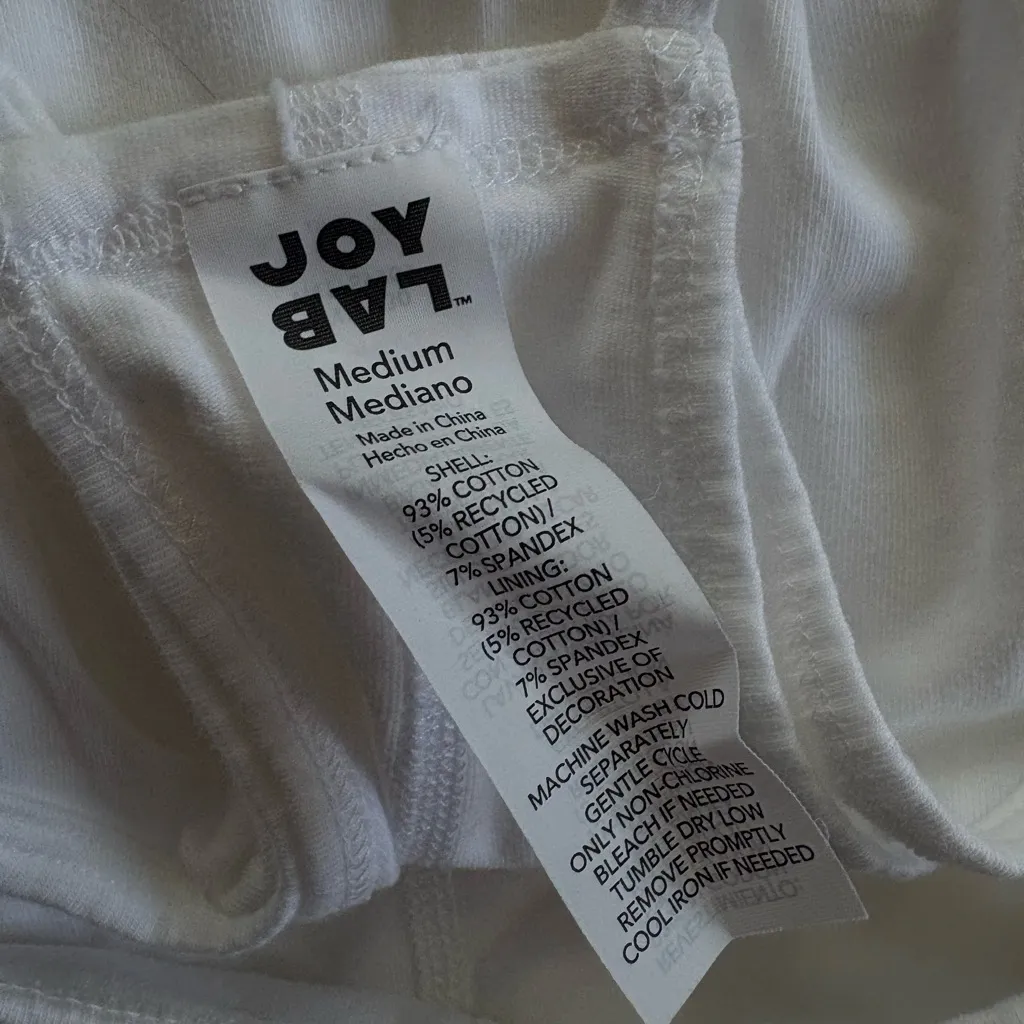 JOY
LAB™
Medium
Mediano
Made in China
Hecho en China
SHELL:
93% COTTON
(5% RECYCLED
COTTON) /
7% SPANDEX
LINING:
93% COTTON
(5% RECYCLED
COTTON) /
7% SPANDEX
EXCLUSIVE OF
DECORATION
MACHINE WASH COLD
SEPARATELY
GENTLE CYCLE
ONLY NON-CHLORINE
BLEACH IF NEEDED
TUMBLE DRY LOW
REMOVE PROMPTLY
COOL IRON IF NEEDED